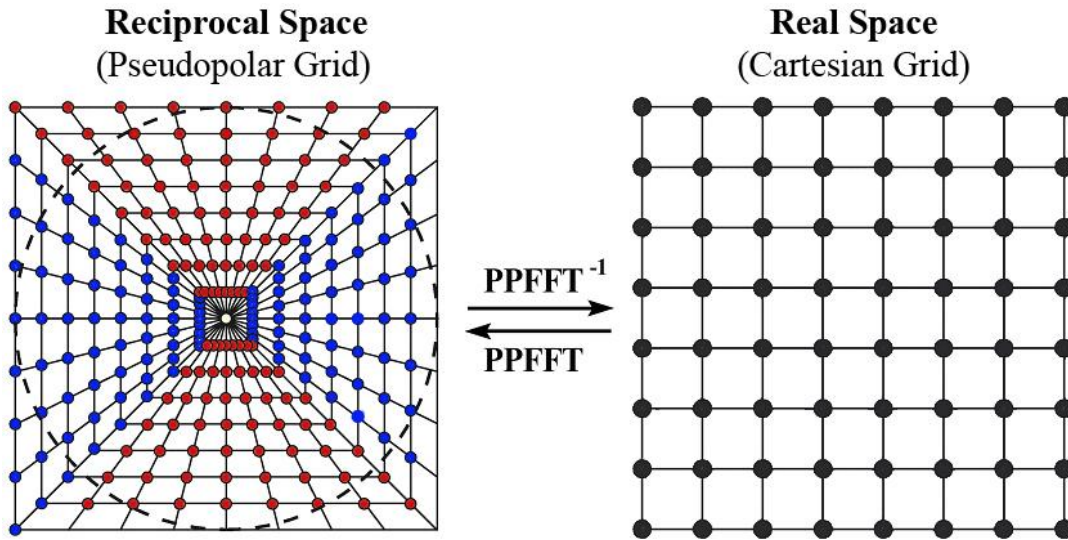 Reciprocal Space
(Pseudopolar Grid)
Real Space
(Cartesian Grid)
PPFFT⁻¹
PPFFT